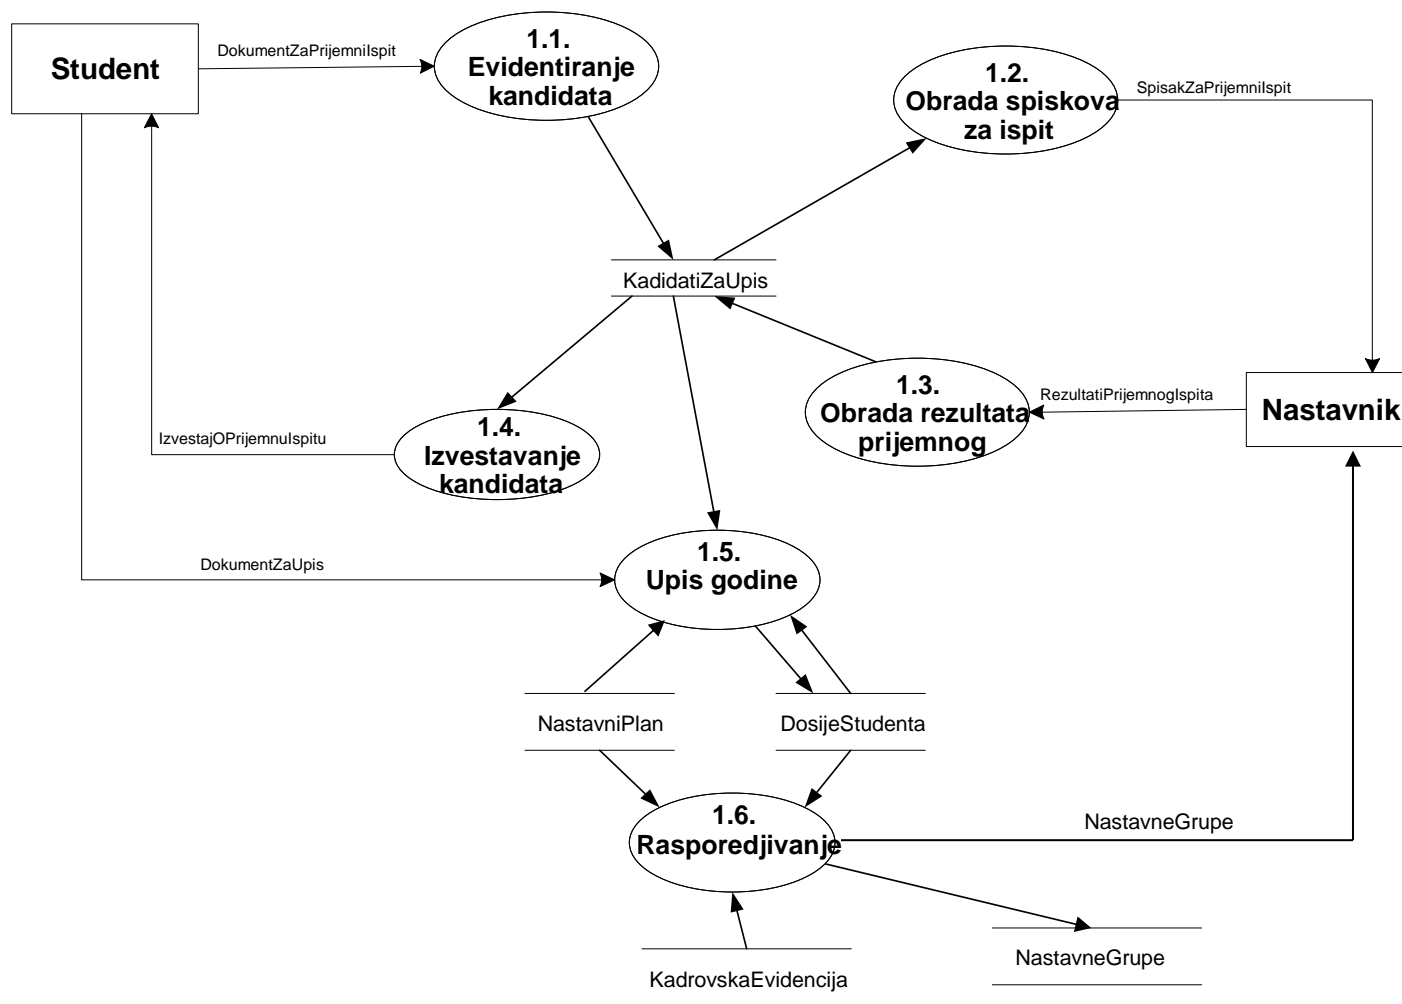 1.1.
Evidentiranje
kandidata
DokumentZaPrijemniIspit
Student
1.2.
Obrada spiskova
za ispit
SpisakZaPrijemniIspit
KadidatiZaUpis
1.3.
Obrada rezultata
prijemnog
RezultatiPrijemnogIspita
Nastavnik
1.4.
Izvestavanje
kandidata
IzvestajOPrijemnuIspitu
1.5.
Upis godine
DokumentZaUpis
NastavniPlan
DosijeStudenta
1.6.
Rasporedjivanje
NastavneGrupe
NastavneGrupe
KadrovskaEvidencija